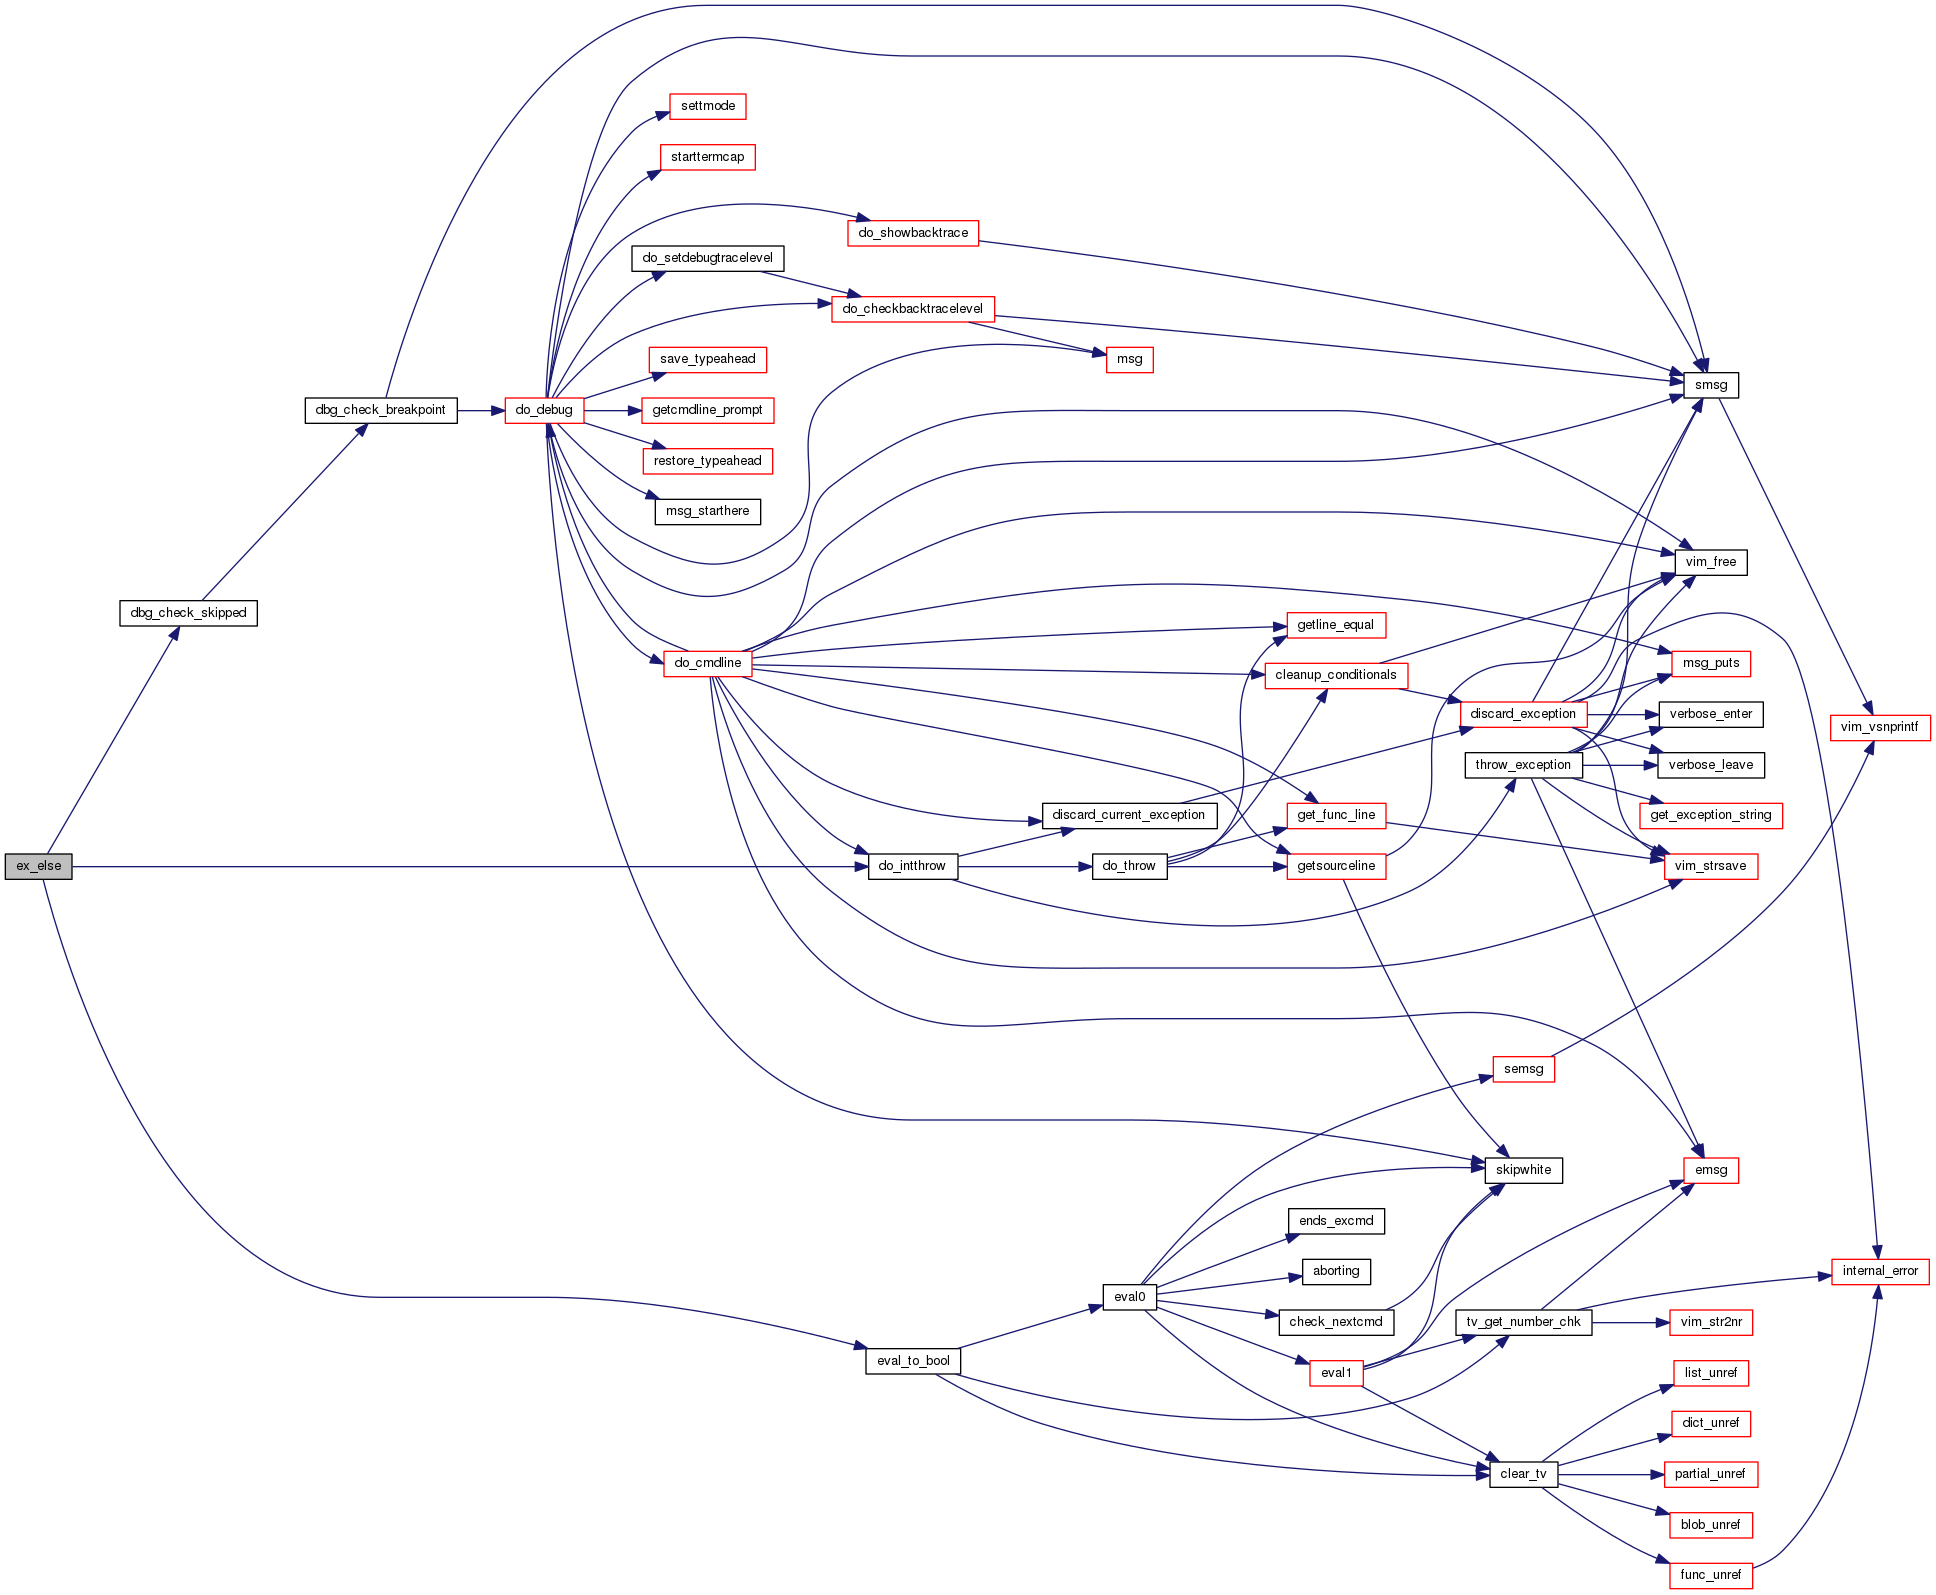 settmode
starttermcap
do_showbacktrace
do_setdebugtracelevel
do_checkbacktracelevel
save_typeahead
msg
smsg
dbg_check_breakpoint
do_debug
getcmdline_prompt
restore_typeahead
msg_starthere
vim_free
dbg_check_skipped
getline_equal
do_cmdline
cleanup_conditionals
msg_puts
discard_exception
verbose_enter
vim_vsnprintf
throw_exception
verbose_leave
discard_current_exception
get_func_line
get_exception_string
ex_else
do_intthrow
do_throw
getsourceline
vim_strsave
semsg
skipwhite
emsg
ends_excmd
aborting
internal_error
eval0
check_nextcmd
tv_get_number_chk
vim_str2nr
eval_to_bool
eval1
list_unref
dict_unref
clear_tv
partial_unref
blob_unref
func_unref